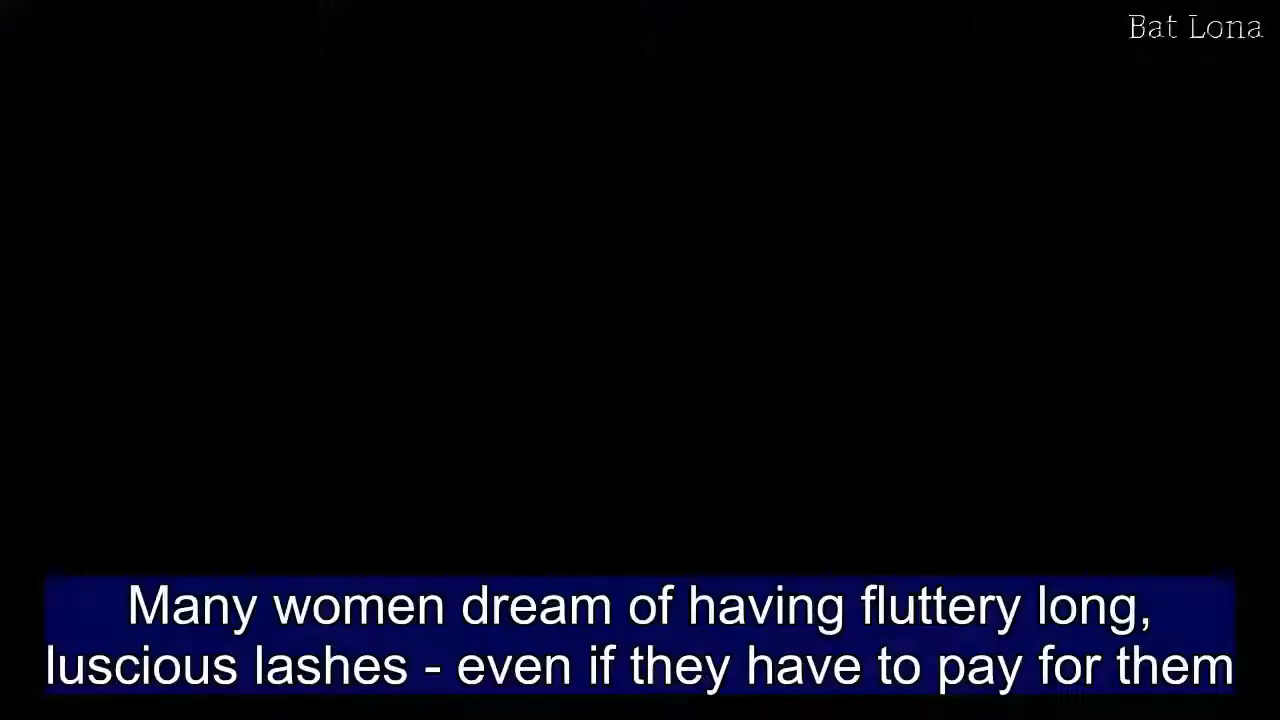 Bat Lona
Many women dream of having fluttery long,
luscious lashes - even if they have to pay for them